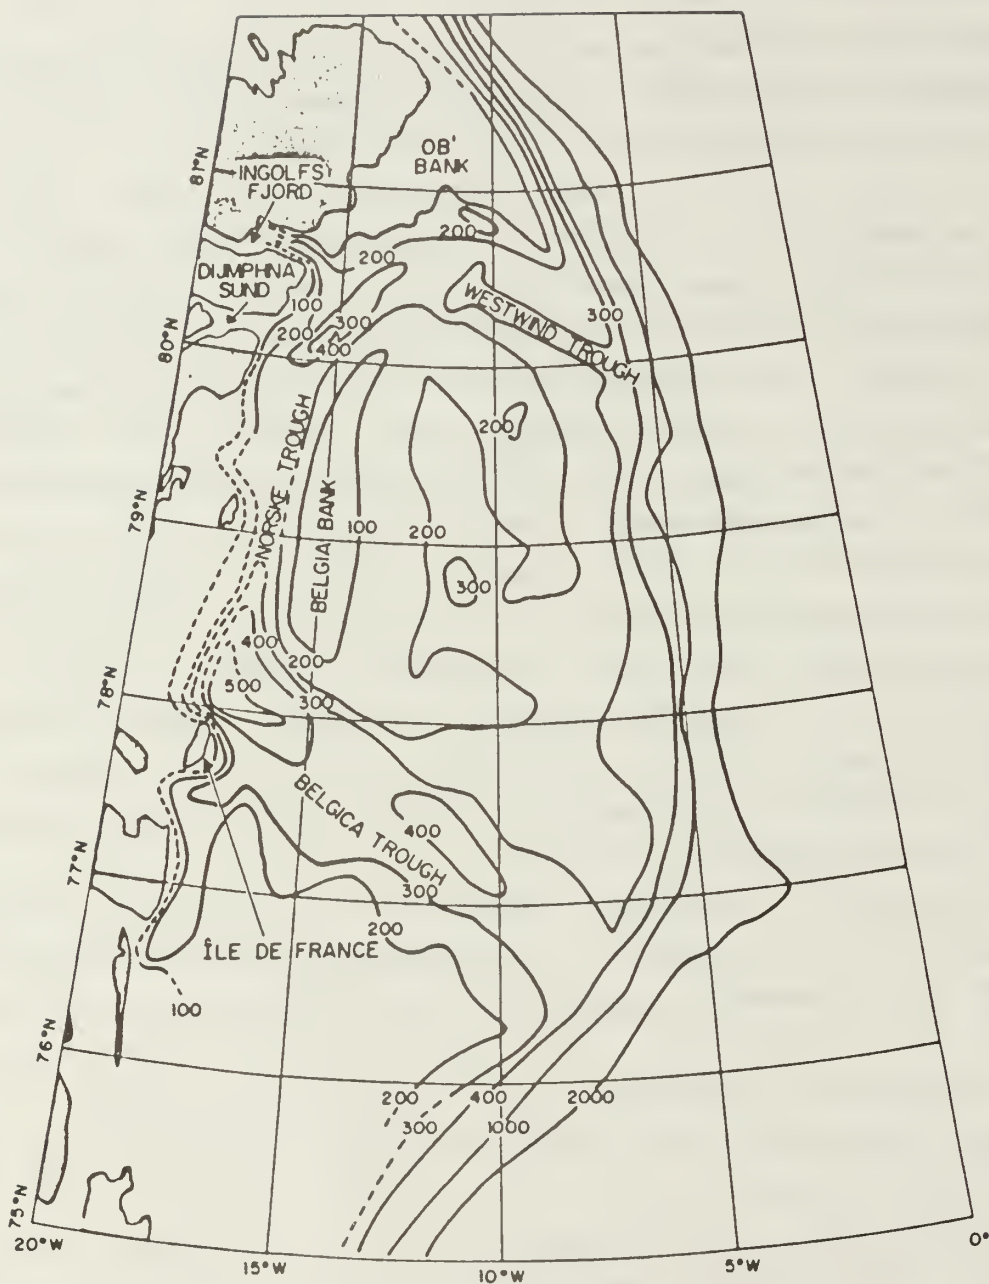 OB'
BANK
81°N
INGOLFS
FJORD
200
200
DIJMPHNA
SUND
100
WESTWIND TROUGH
300
200
300
80°N
400
NORSKE TROUGH
200
BELGIA BANK
79°N
100
200
300
400
200
500
300
78°N
BELGICA TROUGH
400
77°N
300
200
ÎLE DE FRANCE
100
76°N
200
400
2000
300
1000
75°N
20°W
15°W
10°W
5°W
0°